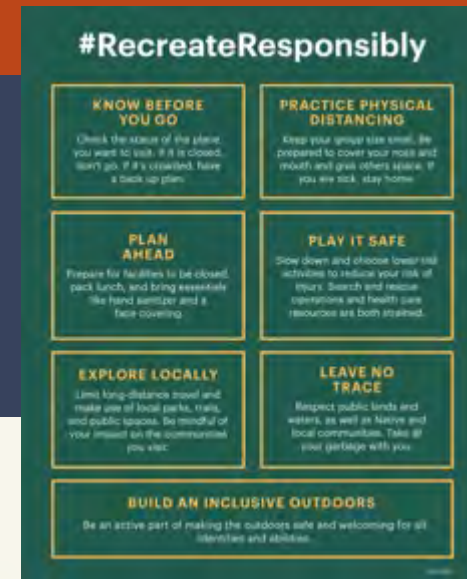 #RecreateResponsibly
KNOW BEFORE
YOU GO
Check the status of the place
you want to visit. If it is closed,
don't go. If it's crowded, have
a back up plan.
PRACTICE PHYSICAL
DISTANCING
Keep your group size small. Be
prepared to cover your nose and
mouth and give others space. If
you are sick, stay home.
PLAN
AHEAD
Prepare for facilities to be closed,
pack lunch, and bring essentials
like hand sanitizer and a
face covering.
PLAY IT SAFE
Slow down and choose lower risk
activities to reduce your risk of
injury. Search and rescue
operations and health care
resources are both strained.
EXPLORE LOCALLY
Limit long-distance travel and
make use of local parks, trails,
and public spaces. Be mindful of
your impact on the communities
you visit.
LEAVE NO
TRACE
Respect public lands and
waters, as well as Native and
local communities. Take all
your garbage with you.
BUILD AN INCLUSIVE OUTDOORS
Be an active part of making the outdoors safe and welcoming for all
identities and abilities.